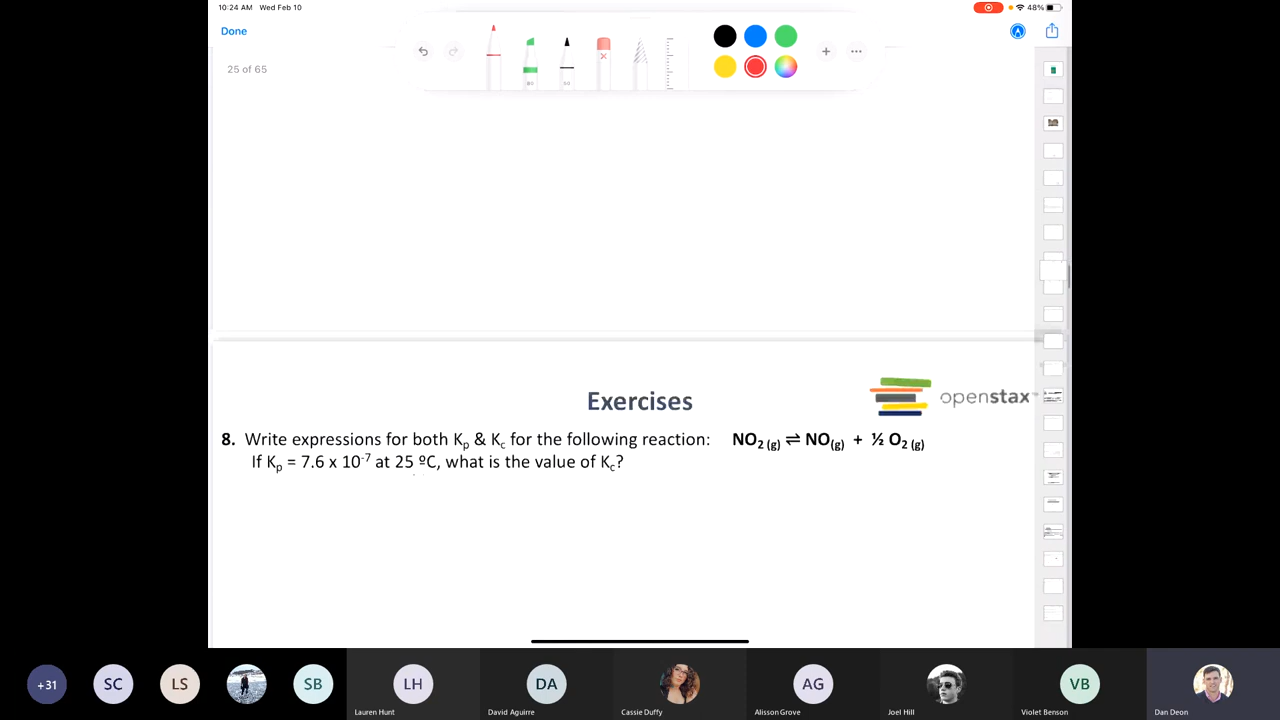 10:24 AM Wed Feb 10
48%
Done
25 of 65
Exercises
openstax™
8. Write expressions for both Kp & Kc for the following reaction: NO2 (g) ⇌ NO(g) + ½ O2 (g)
If Kp = 7.6 x 10-7 at 25 ºC, what is the value of Kc?
+31
SC
LS
SB
LH
DA
AG
VB
Lauren Hunt
David Aguirre
Cassie Duffy
Alisson Grove
Joel Hill
Violet Benson
Dan Deon